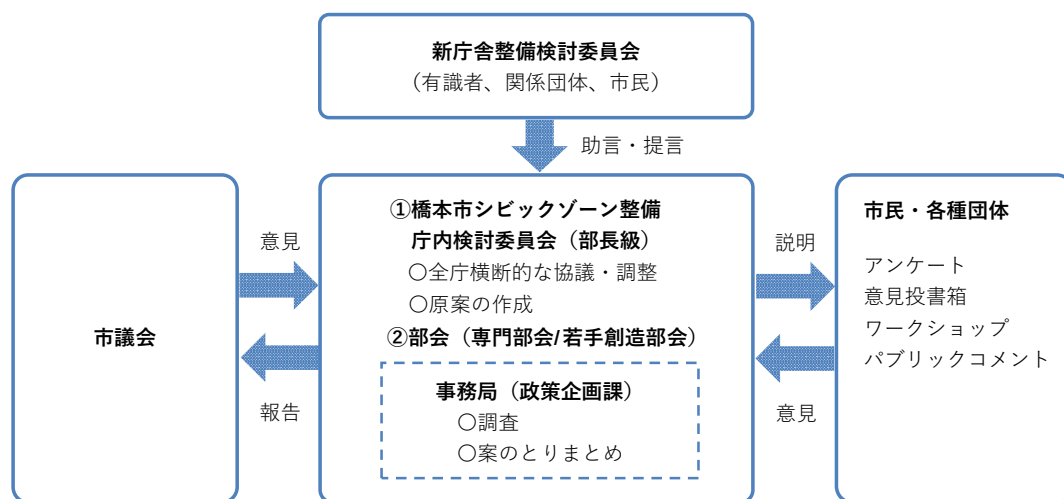 新庁舎整備検討委員会
（有識者、関係団体、市民）
助言・提言
市議会
意見
報告
①橋本市シビックゾーン整備
庁内検討委員会（部長級）
〇全庁横断的な協議・調整
〇原案の作成
②部会（専門部会/若手創造部会）
事務局（政策企画課）
〇調査
〇案のとりまとめ
説明
意見
市民・各種団体
アンケート
意見投書箱
ワークショップ
パブリックコメント